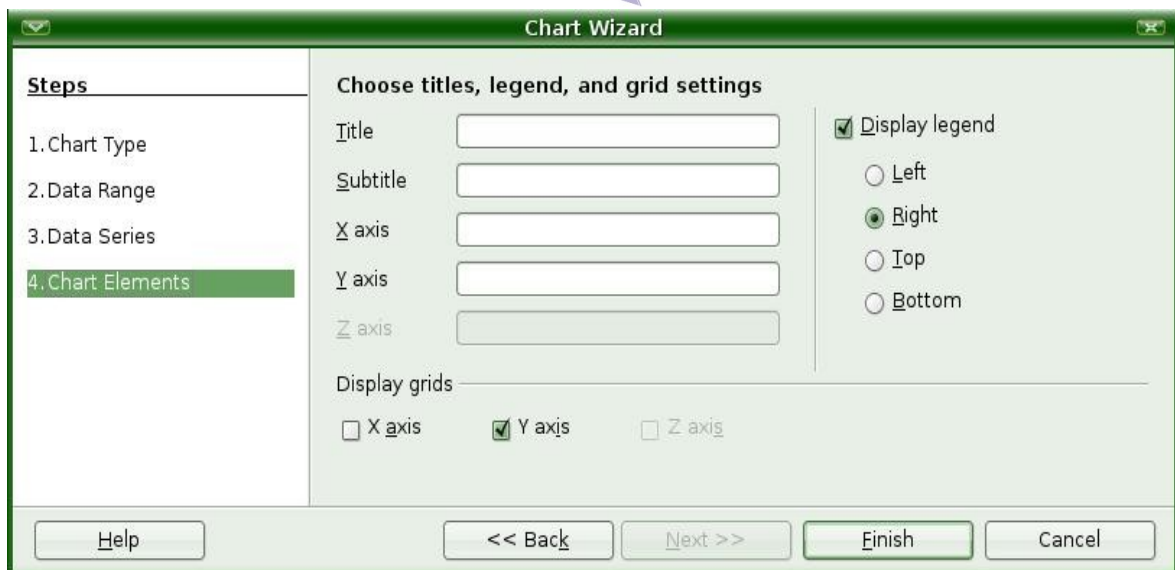 Chart Wizard
Steps
1.Chart Type
2.Data Range
3.Data Series
4.Chart Elements
Choose titles, legend, and grid settings
Title
Subtitle
X axis
Y axis
Z axis
Display legend
Left
Right
Top
Bottom
Display grids
X axis Y axis Z axis
Help << Back Next >> Finish Cancel